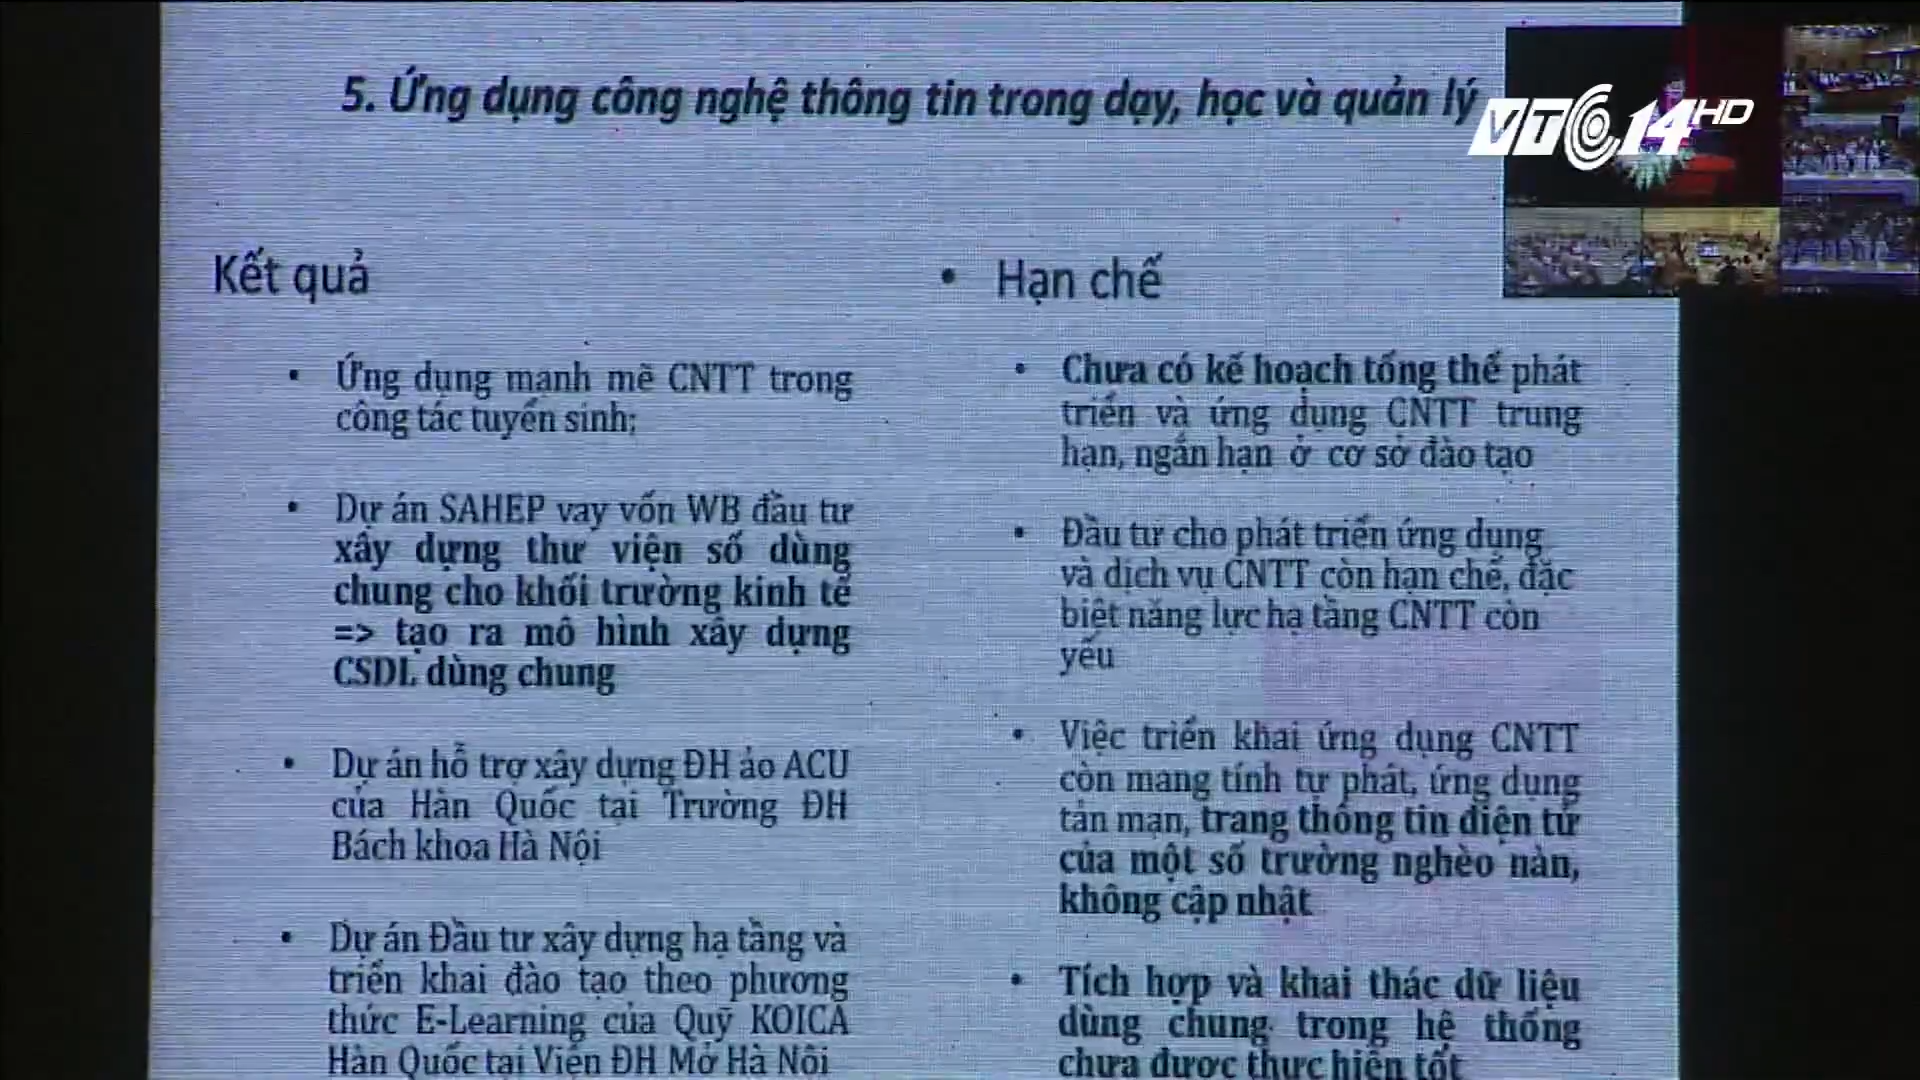 5. Ứng dụng công nghệ thông tin trong dạy, học và quản lý
VTC14 HD
Kết quả
• Ứng dụng mạnh mẽ CNTT trong
công tác tuyển sinh;
• Dự án SAHEP vay vốn WB đầu tư
xây dựng thư viện số dùng
chung cho khối trường kinh tế
=> tạo ra mô hình xây dựng
CSDL dùng chung
• Dự án hỗ trợ xây dựng ĐH ảo ACU
của Hàn Quốc tại Trường ĐH
Bách khoa Hà Nội
• Dự án Đầu tư xây dựng hạ tầng và
triển khai đào tạo theo phương
thức E-Learning của Quỹ KOICA
Hàn Quốc tại Viện ĐH Mở Hà Nội
• Hạn chế
• Chưa có kế hoạch tổng thể phát
triển và ứng dụng CNTT trung
hạn, ngắn hạn ở cơ sở đào tạo
• Đầu tư cho phát triển ứng dụng
và dịch vụ CNTT còn hạn chế, đặc
biệt năng lực hạ tầng CNTT còn
yếu
• Việc triển khai ứng dụng CNTT
còn mang tính tự phát, ứng dụng
tản mạn, trang thông tin điện tử
của một số trường nghèo nàn,
không cập nhật
• Tích hợp và khai thác dữ liệu
dùng chung trong hệ thống
chưa được thực hiện tốt